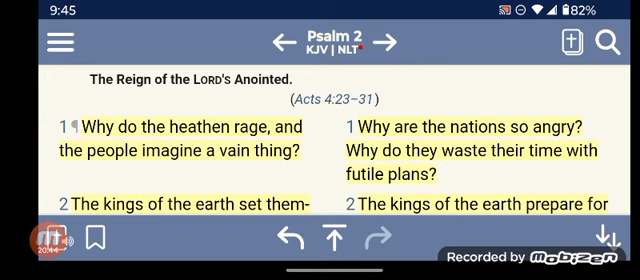 9:45
82%
Psalm 2
KJV | NLT
The Reign of the LORD'S Anointed.
(Acts 4:23–31)
1 ¶ Why do the heathen rage, and
the people imagine a vain thing?
2 The kings of the earth set them-
1 Why are the nations so angry?
Why do they waste their time with
futile plans?
2 The kings of the earth prepare for
20:44
Recorded by Mobizen